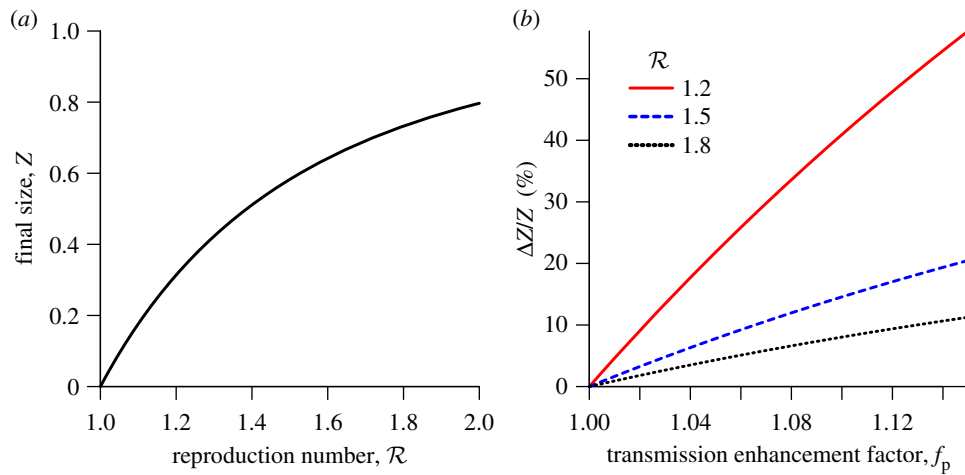 (a)
1.0
0.8
0.6
0.4
0.2
0
final size, Z
1.0 1.2 1.4 1.6 1.8 2.0
reproduction number, ℛ
(b)
50
40
30
20
10
0
ΔZ/Z (%)
ℛ
1.2
1.5
1.8
1.00 1.04 1.08 1.12
transmission enhancement factor, fp